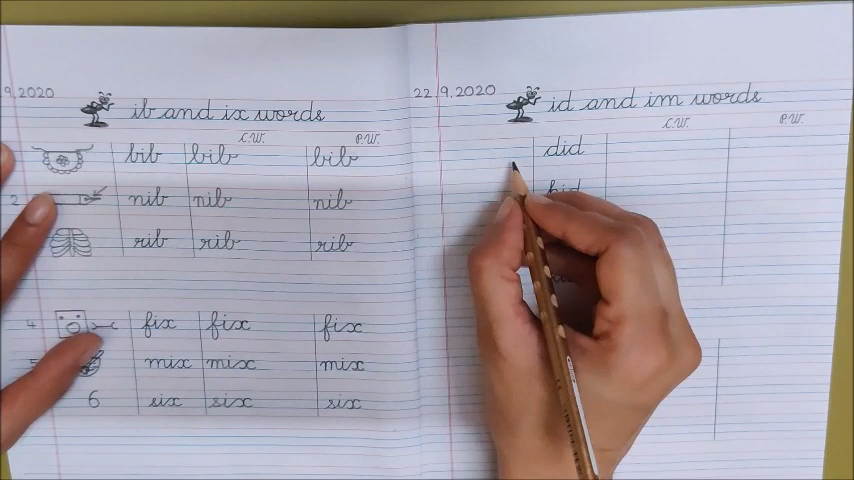 9.2020
ib and ix words
C.W. P.W.
bib bib bib
2 nib nib nib
rib rib rib
4 fix fix fix
5 mix mix mix
6 six six six
22.9.2020
id and im words
C.W. P.W.
did